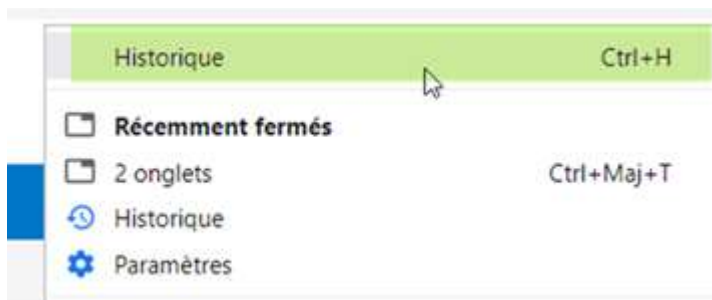 Historique Ctrl+H
Récemment fermés
2 onglets Ctrl+Maj+T
Historique
Paramètres